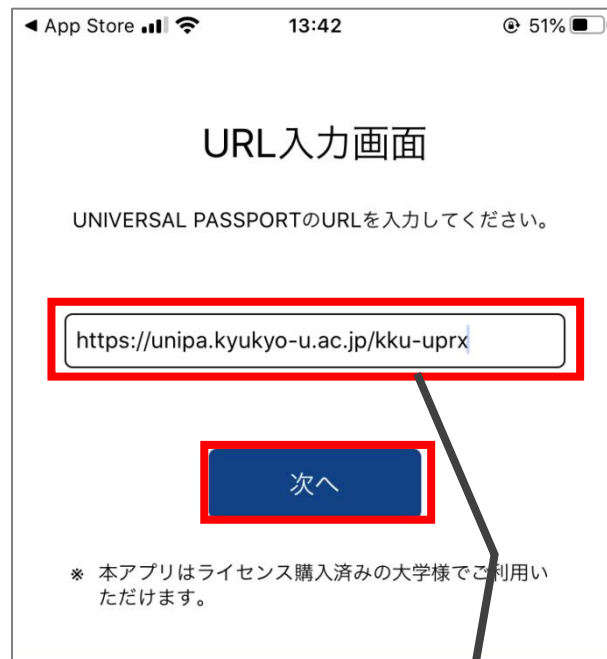 ◀ App Store 13:42 51%
URL入力画面
UNIVERSAL PASSPORTのURLを入力してください。
https://unipa.kyukyo-u.ac.jp/kku-uprx
次へ
※ 本アプリはライセンス購入済みの大学様でご利用い
ただけます。